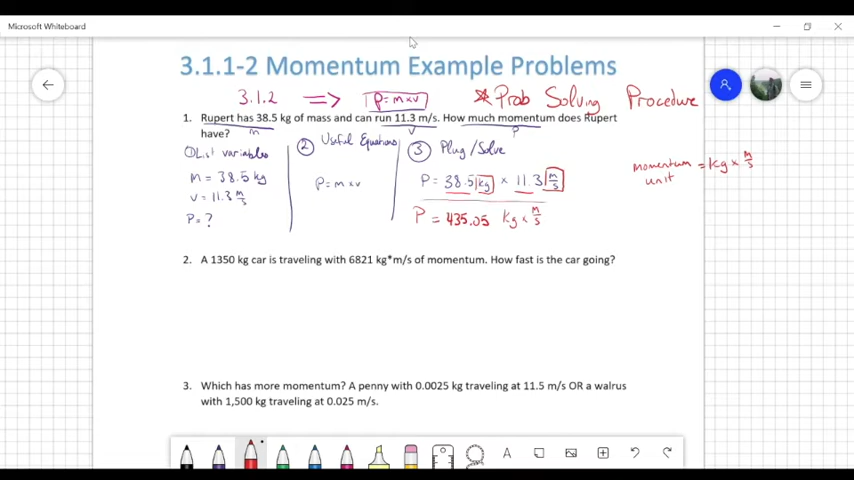 Microsoft Whiteboard
3.1.1-2 Momentum Example Problems
3.1.2 => P = m×v ★Prob Solving Procedure
1. Rupert has 38.5 kg of mass and can run 11.3 m/s. How much momentum does Rupert
have?
m v P
① List variables
m = 38.5 kg
v = 11.3 m/s
P = ?
② Useful Equations
P = m×v
③ Plug/Solve
P = 38.5 kg × 11.3 m/s
P = 435.05 kg × m/s
momentum = kg × m/s
unit
2. A 1350 kg car is traveling with 6821 kg*m/s of momentum. How fast is the car going?
3. Which has more momentum? A penny with 0.0025 kg traveling at 11.5 m/s OR a walrus
with 1,500 kg traveling at 0.025 m/s.
A